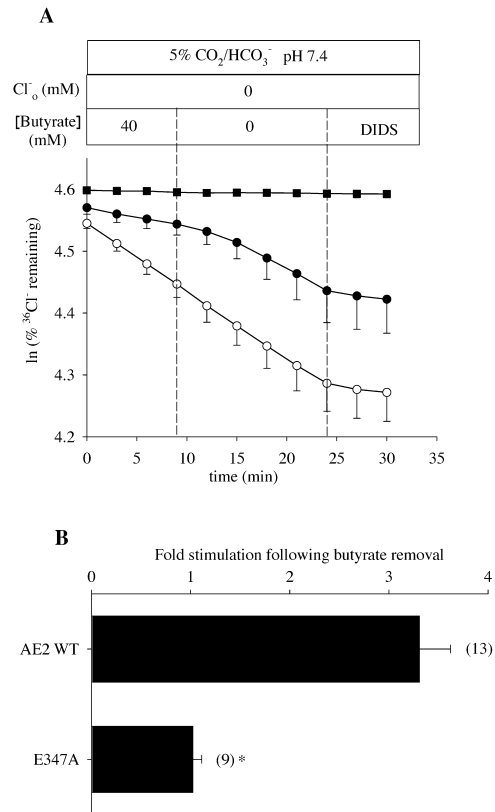 A
5% CO₂/HCO₃⁻ pH 7.4
Cl⁻ₒ (mM)
0
[Butyrate]
(mM)
40
0
DIDS
4.6
4.5
4.4
4.3
4.2
ln (% ³⁶Cl⁻ remaining)
0
5
10
15
20
25
30
35
time (min)
B
Fold stimulation following butyrate removal
0
1
2
3
4
AE2 WT
(13)
E347A
(9) *